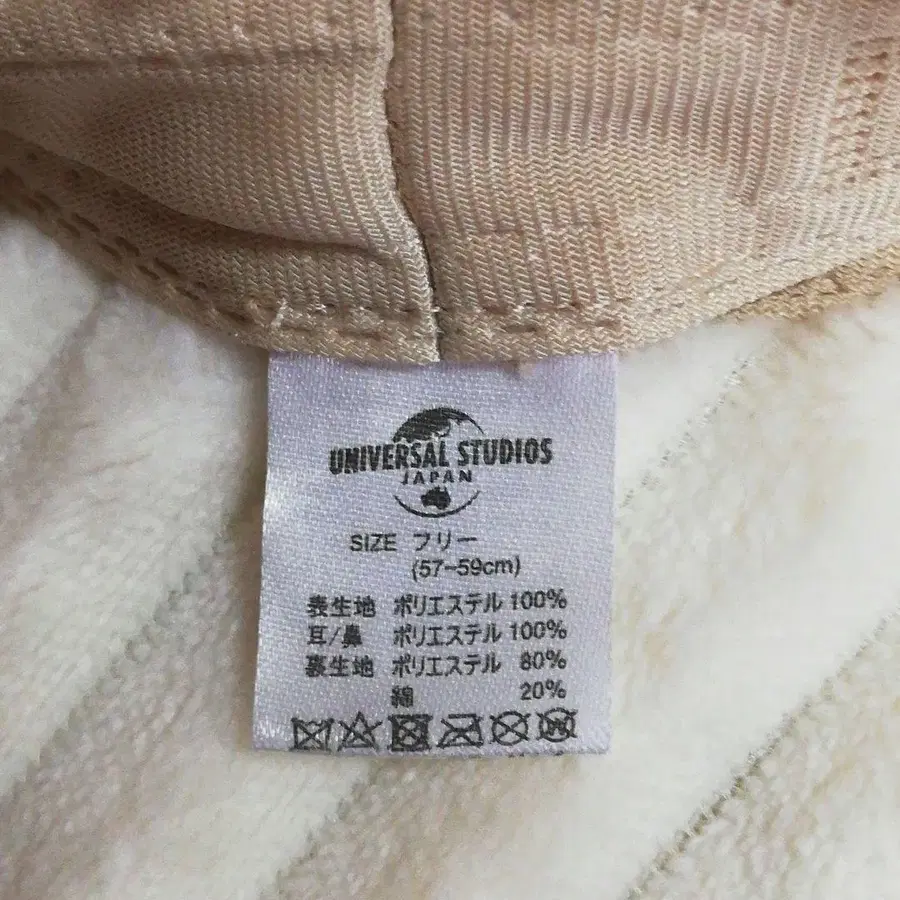 UNIVERSAL STUDIOS
JAPAN
SIZE フリー
(57-59cm)
表生地 ポリエステル 100%
耳/鼻 ポリエステル 100%
裏生地 ポリエステル 80%
綿 20%